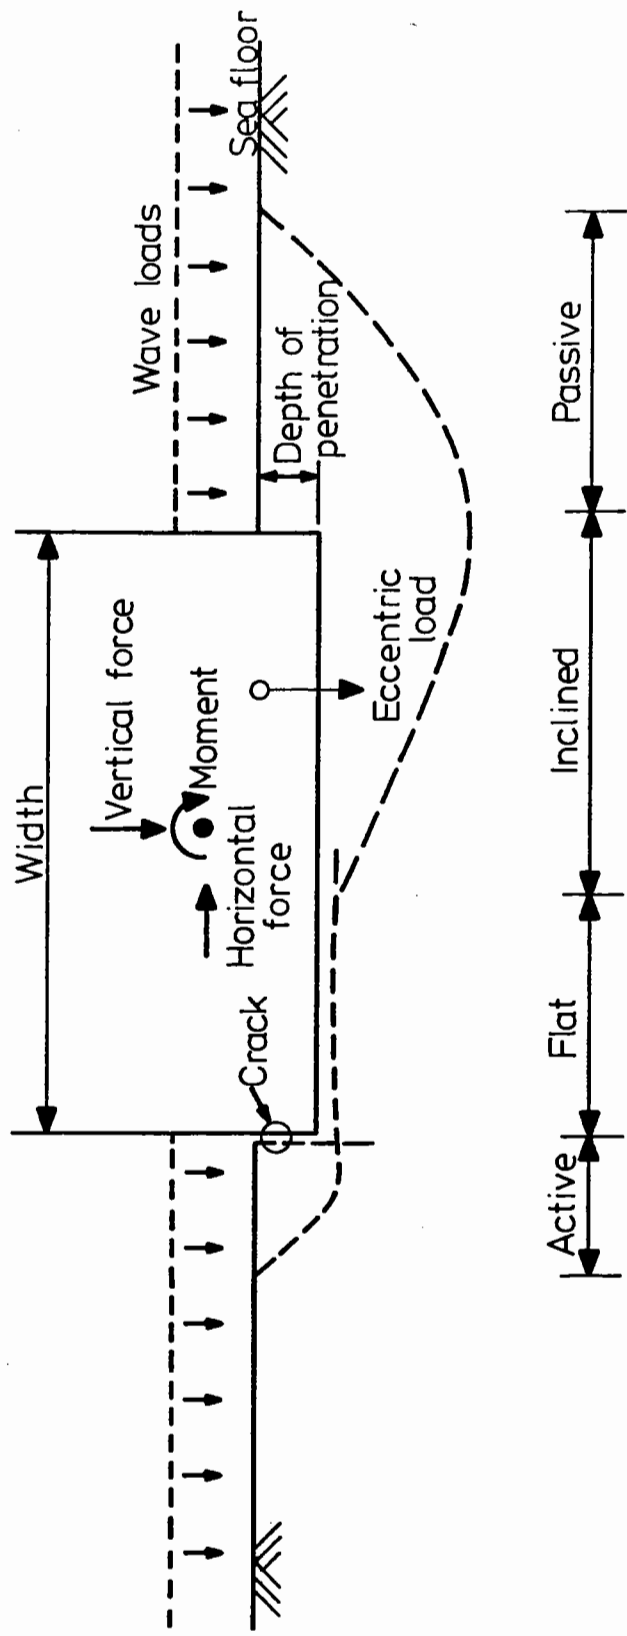 Width
Vertical force
Moment
Horizontal
force
Crack
Wave loads
Sea floor
Depth of
penetration
Eccentric
load
Active
Flat
Inclined
Passive